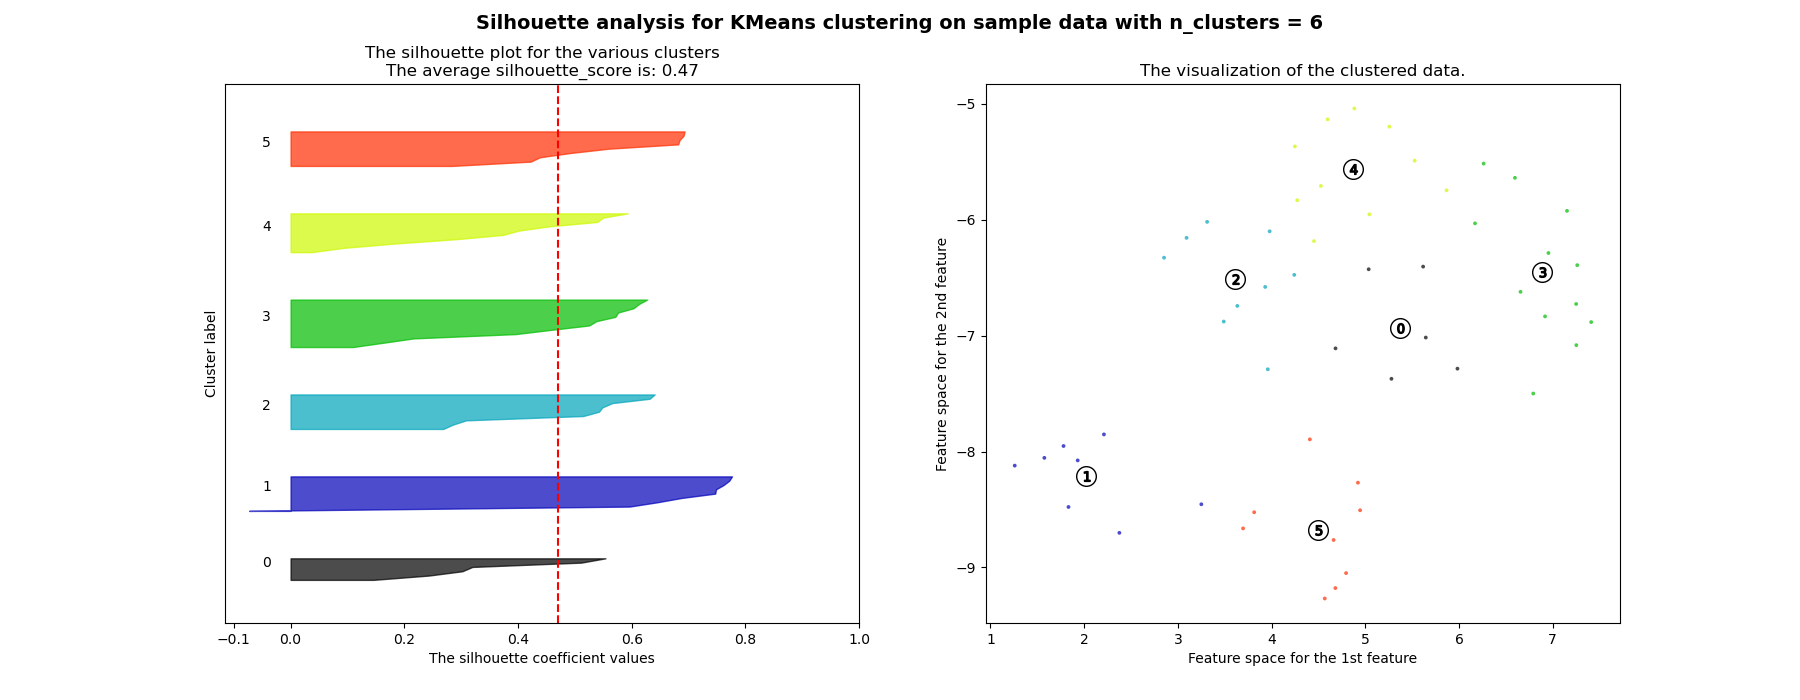 Silhouette analysis for KMeans clustering on sample data with n_clusters = 6
The silhouette plot for the various clusters
The average silhouette_score is: 0.47
5
4
3
2
1
0
Cluster label
−0.1 0.0 0.2 0.4 0.6 0.8 1.0
The silhouette coefficient values
The visualization of the clustered data.
−5
−6
−7
−8
−9
Feature space for the 2nd feature
4
3
2
0
1
5
1 2 3 4 5 6 7
Feature space for the 1st feature